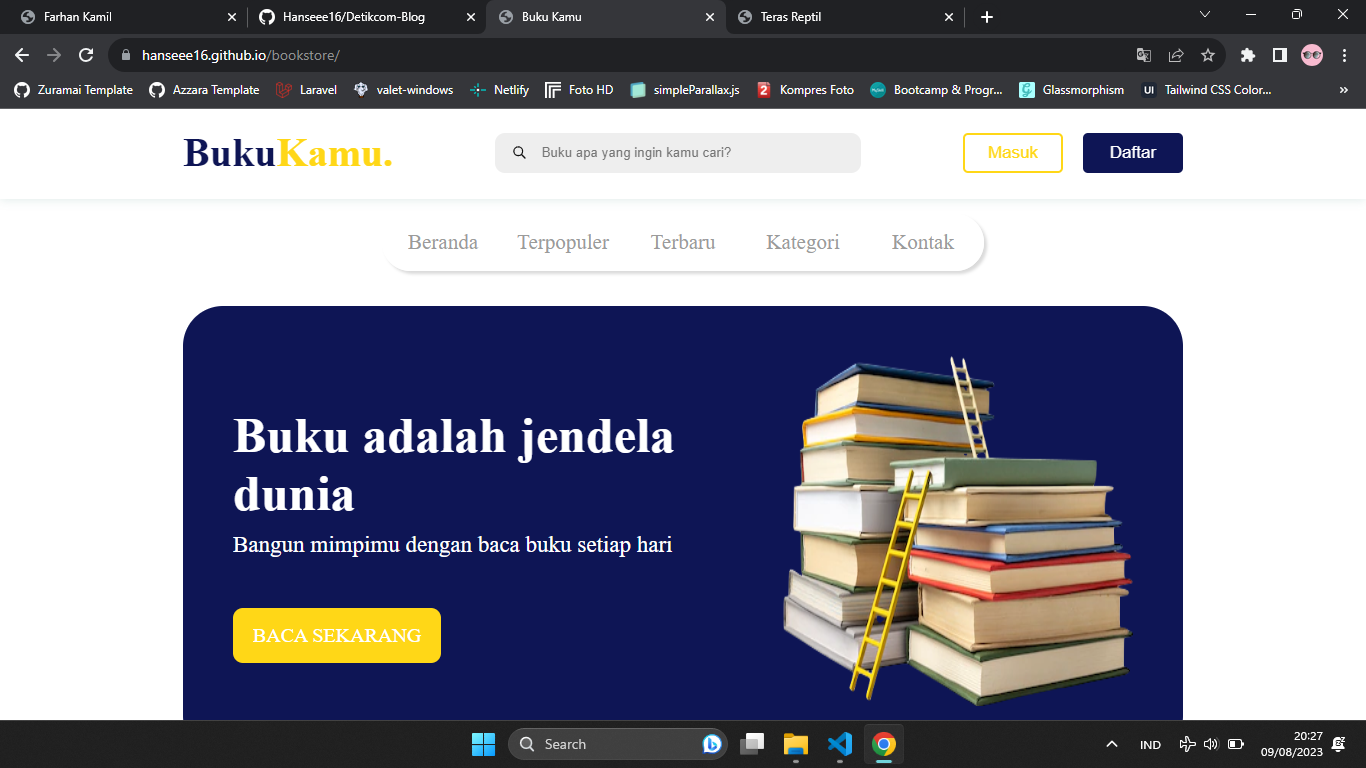 Farhan Kamil
Hanseee16/Detikcom-Blog
Buku Kamu
Teras Reptil
hanseee16.github.io/bookstore/
Zuramai Template
Azzara Template
Laravel
valet-windows
Netlify
Foto HD
simpleParallax.js
Kompres Foto
Bootcamp & Progr...
Glassmorphism
UI
Tailwind CSS Color...
BukuKamu.
Buku apa yang ingin kamu cari?
Masuk
Daftar
Beranda
Terpopuler
Terbaru
Kategori
Kontak
Buku adalah jendela
dunia
Bangun mimpimu dengan baca buku setiap hari
BACA SEKARANG
Search
IND
20:27
09/08/2023